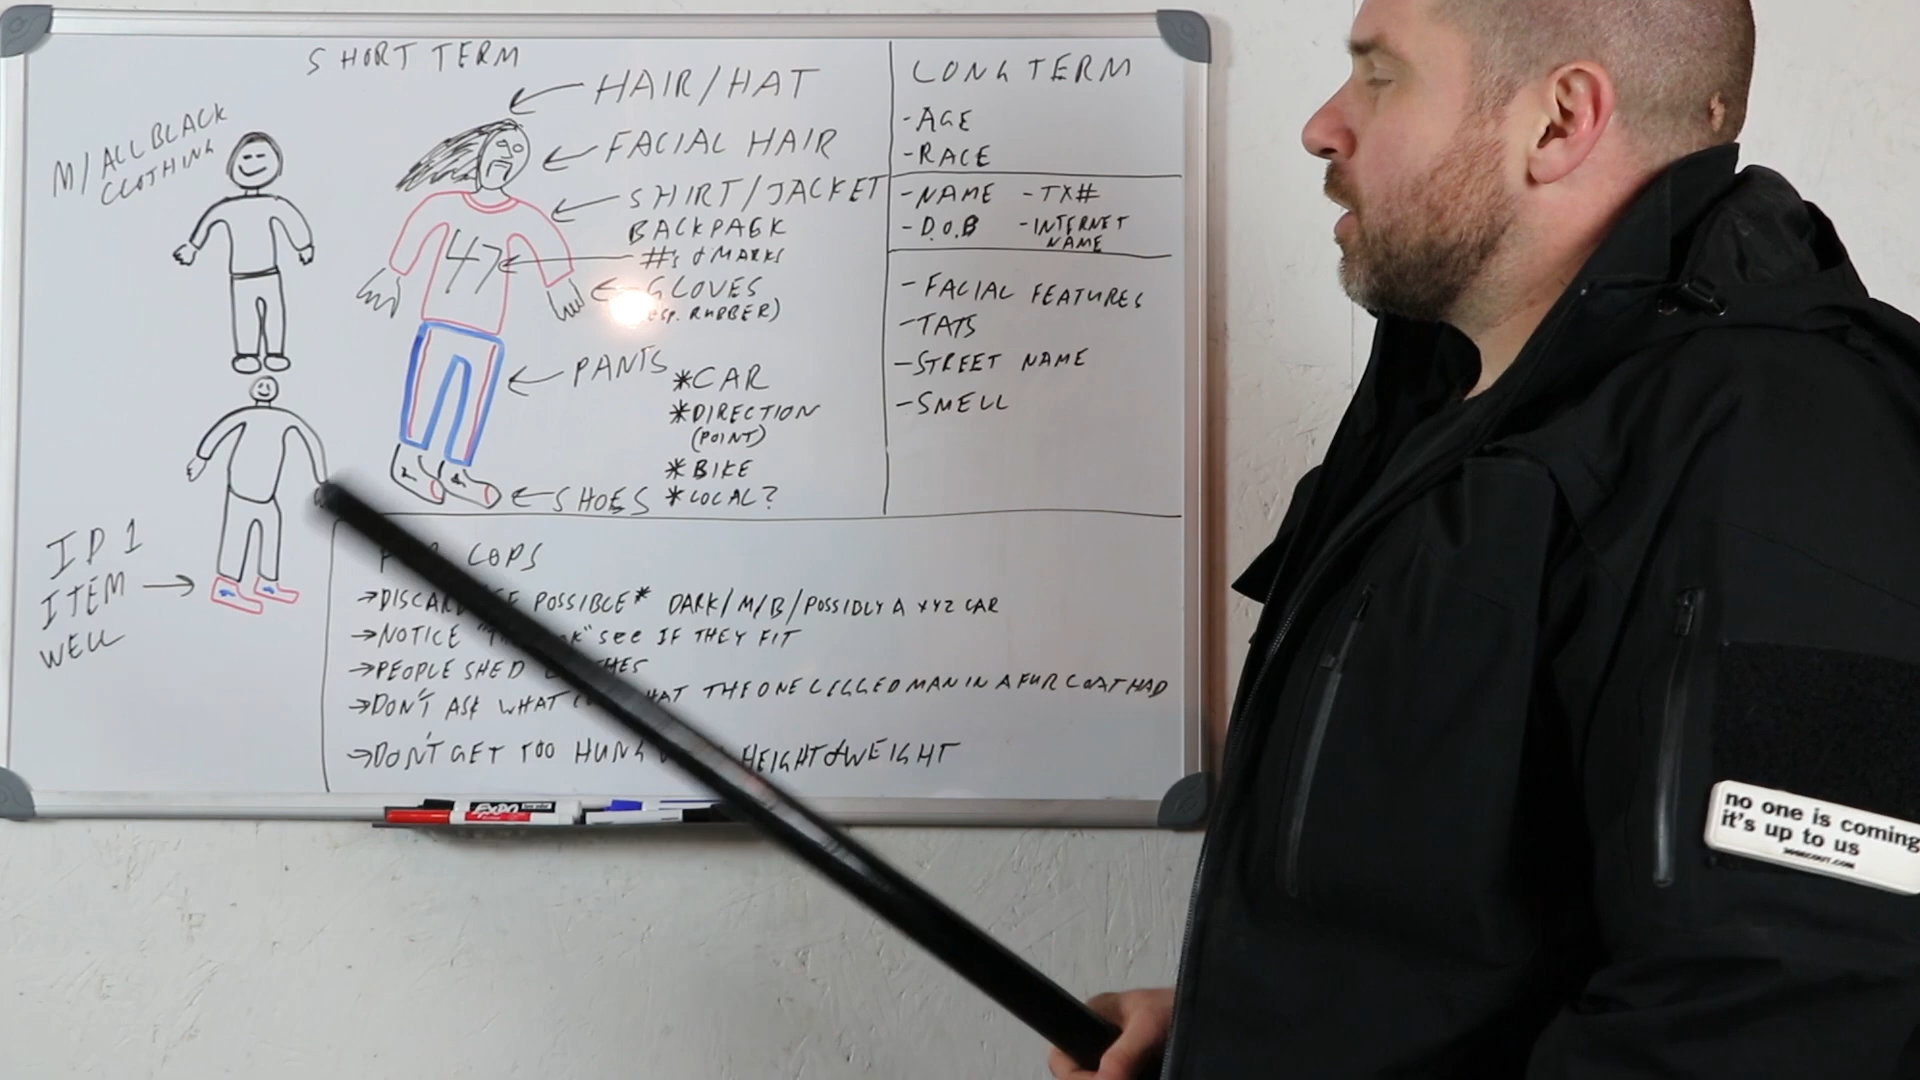 SHORT TERM
M/ALL BLACK
CLOTHING
HAIR/HAT
FACIAL HAIR
SHIRT/JACKET
BACKPACK
#s & MARKS
47
GLOVES
(esp. RUBBER)
PANTS
*CAR
*DIRECTION
(POINT)
*BIKE
SHOES *LOCAL?
ID 1
ITEM
WELL
LONG TERM
-AGE
-RACE
-NAME -TX#
-D.O.B -INTERNET
NAME
-FACIAL FEATURES
-TATS
-STREET NAME
-SMELL
COPS
→ POSSIBLE* DARK/M/B/POSSIBLY A XYZ CAR
→NOTICE see IF THEY FIT
→PEOPLE SHED
→DON'T ASK WHAT HAT THE ONE LEGGED MAN IN A FUR COAT HAD
→DON'T GET TOO HUNG HEIGHT & WEIGHT
EXPO
no one is coming
it's up to us